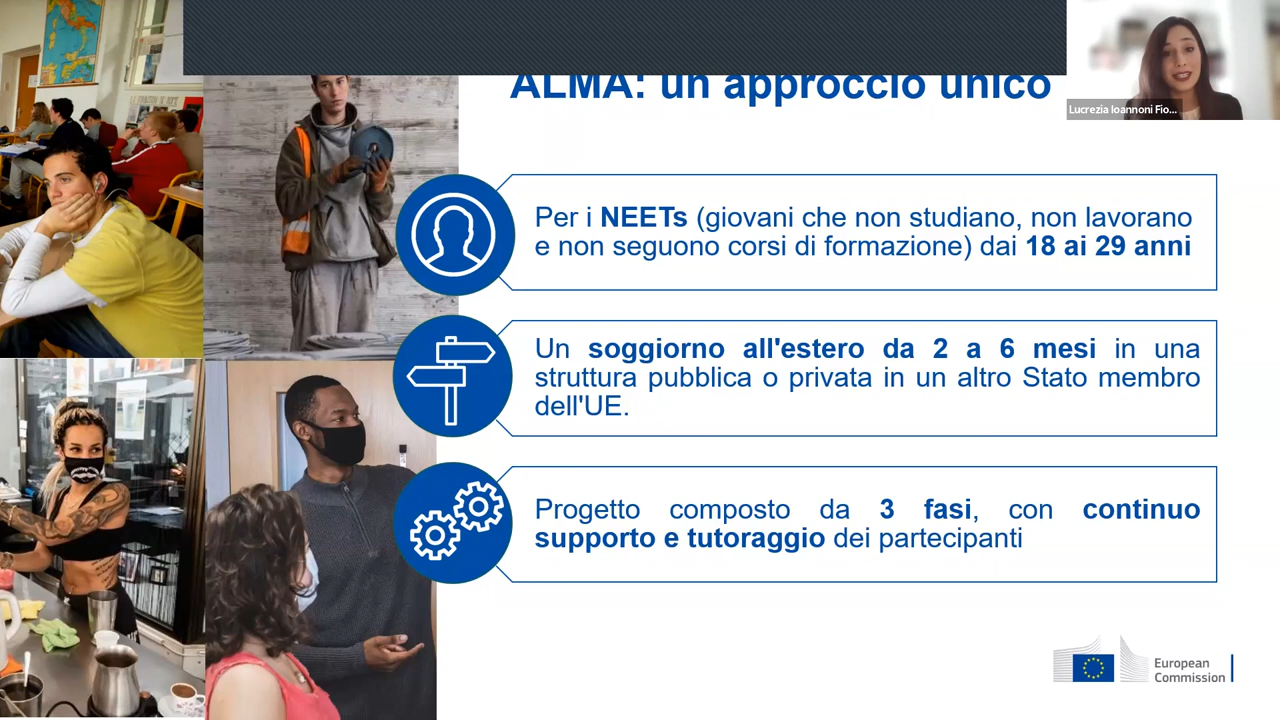 ALMA: un approccio unico
Lucrezia Ioannoni Fio...
Per i NEETs (giovani che non studiano, non lavorano
e non seguono corsi di formazione) dai 18 ai 29 anni
Un soggiorno all'estero da 2 a 6 mesi in una
struttura pubblica o privata in un altro Stato membro
dell'UE.
Progetto composto da 3 fasi, con continuo
supporto e tutoraggio dei partecipanti
European
Commission